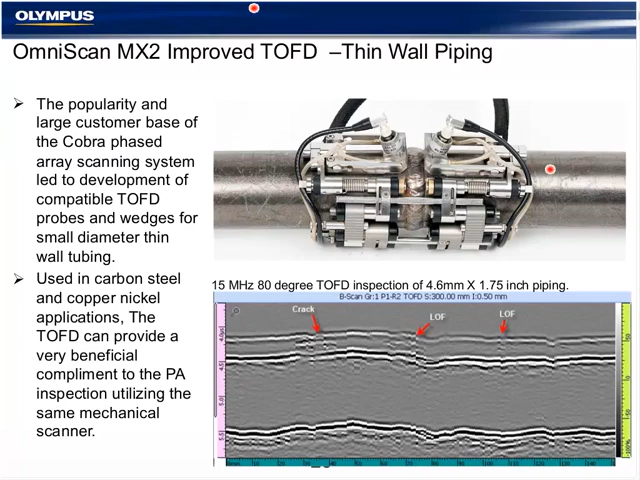 OLYMPUS
OmniScan MX2 Improved TOFD –Thin Wall Piping
The popularity and
large customer base of
the Cobra phased
array scanning system
led to development of
compatible TOFD
probes and wedges for
small diameter thin
wall tubing.
Used in carbon steel
and copper nickel
applications, The
TOFD can provide a
very beneficial
compliment to the PA
inspection utilizing the
same mechanical
scanner.
15 MHz 80 degree TOFD inspection of 4.6mm X 1.75 inch piping.
B-Scan Gr:1 P1-R2 TOFD S:300.00 mm I:0.50 mm
Crack
LOF
LOF